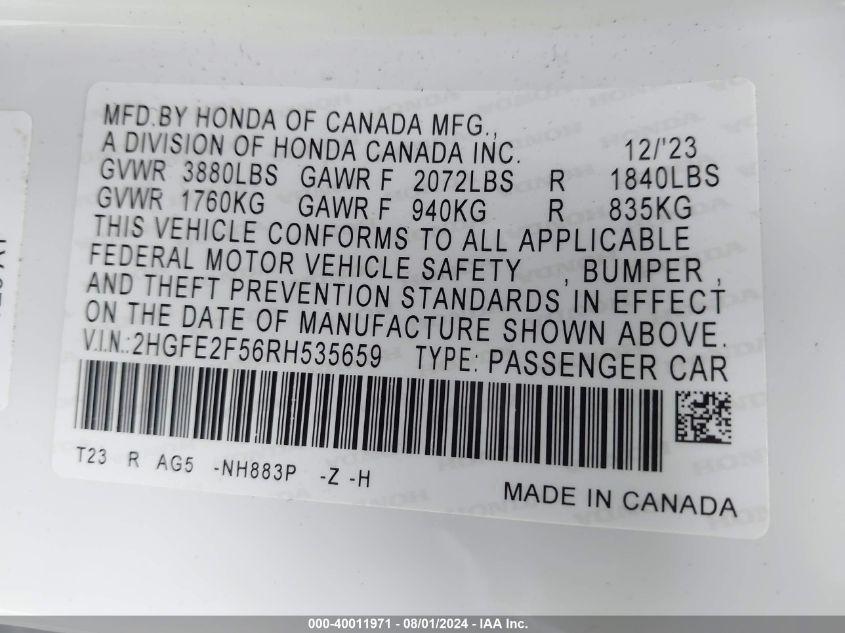 MFD.BY HONDA OF CANADA MFG.,
A DIVISION OF HONDA CANADA INC. 12/'23
GVWR 3880LBS GAWR F 2072LBS R 1840LBS
GVWR 1760KG GAWR F 940KG R 835KG
THIS VEHICLE CONFORMS TO ALL APPLICABLE
FEDERAL MOTOR VEHICLE SAFETY , BUMPER ,
AND THEFT PREVENTION STANDARDS, IN EFFECT
ON THE DATE OF MANUFACTURE SHOWN ABOVE.
V.I.N.:2HGFE2F56RH535659 TYPE: PASSENGER CAR
T23 R AG5 -NH883P -Z -H
MADE IN CANADA
000-40011971 - 08/01/2024 - IAA Inc.